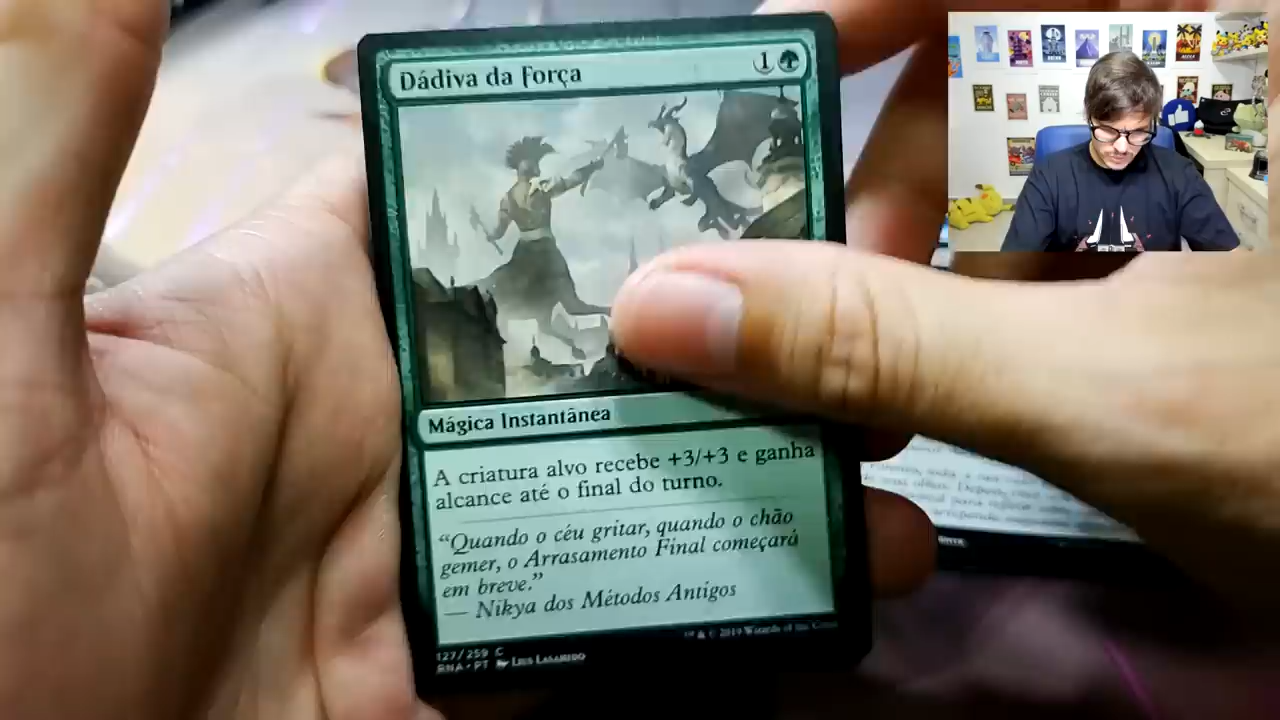 Dádiva da Força
1
Mágica Instantânea
A criatura alvo recebe +3/+3 e ganha
alcance até o final do turno.
“Quando o céu gritar, quando o chão
gemer, o Arrasamento Final começará
em breve.”
— Nikya dos Métodos Antigos
™ & © 2019 Wizards of the Coast
127/259 C
RNA • PT